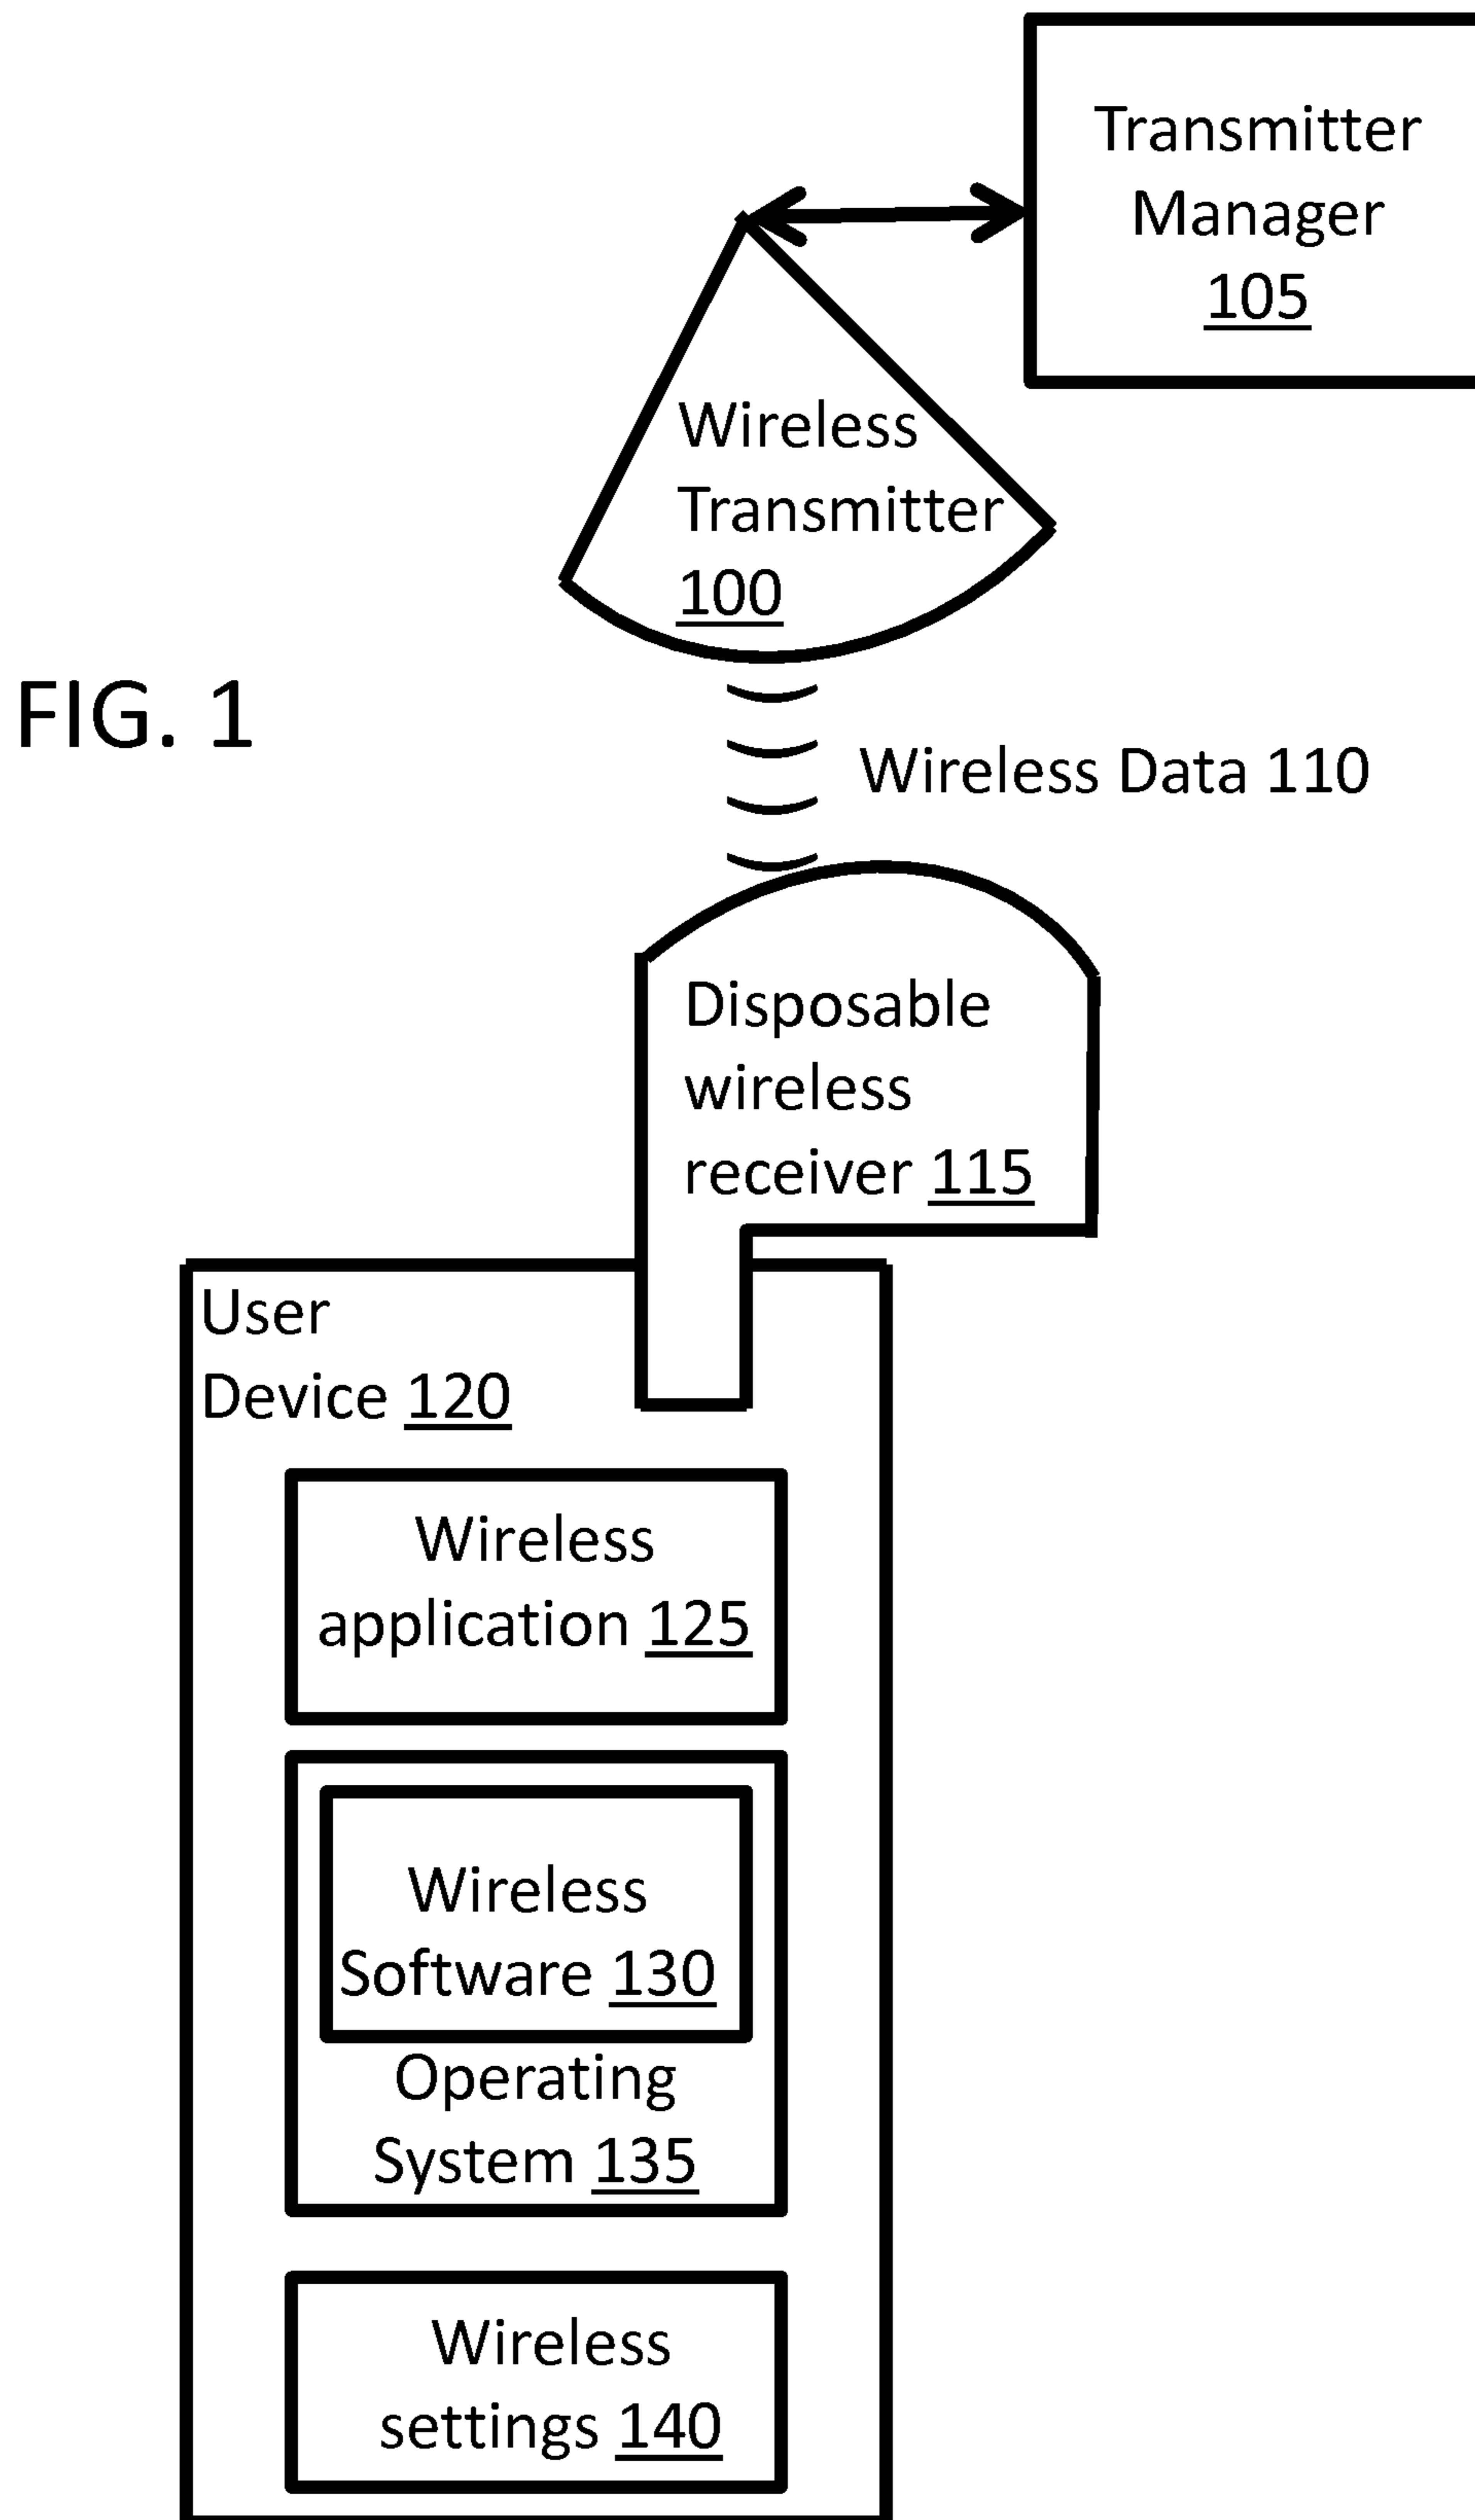 Transmitter
Manager
105
Wireless
Transmitter
100
FIG. 1
Wireless Data 110
Disposable
wireless
receiver 115
User
Device 120
Wireless
application 125
Wireless
Software 130
Operating
System 135
Wireless
settings 140